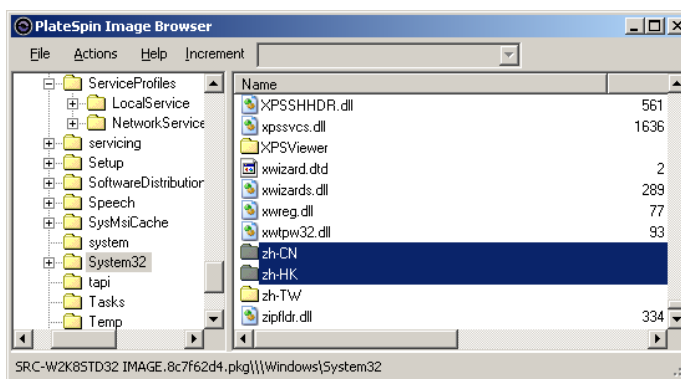 PlateSpin Image Browser
File Actions Help Increment
ServiceProfiles
LocalService
NetworkService
servicing
Setup
SoftwareDistribution
Speech
SysMsiCache
system
System32
tapi
Tasks
Temp
Name
XPSSHHDR.dll 561
xpssvcs.dll 1636
XPSViewer
xwizard.dtd 2
xwizards.dll 289
xwreg.dll 77
xwtpw32.dll 93
zh-CN
zh-HK
zh-TW
zipfldr.dll 334
SRC-W2K8STD32 IMAGE.8c7f62d4.pkg\\\Windows\System32